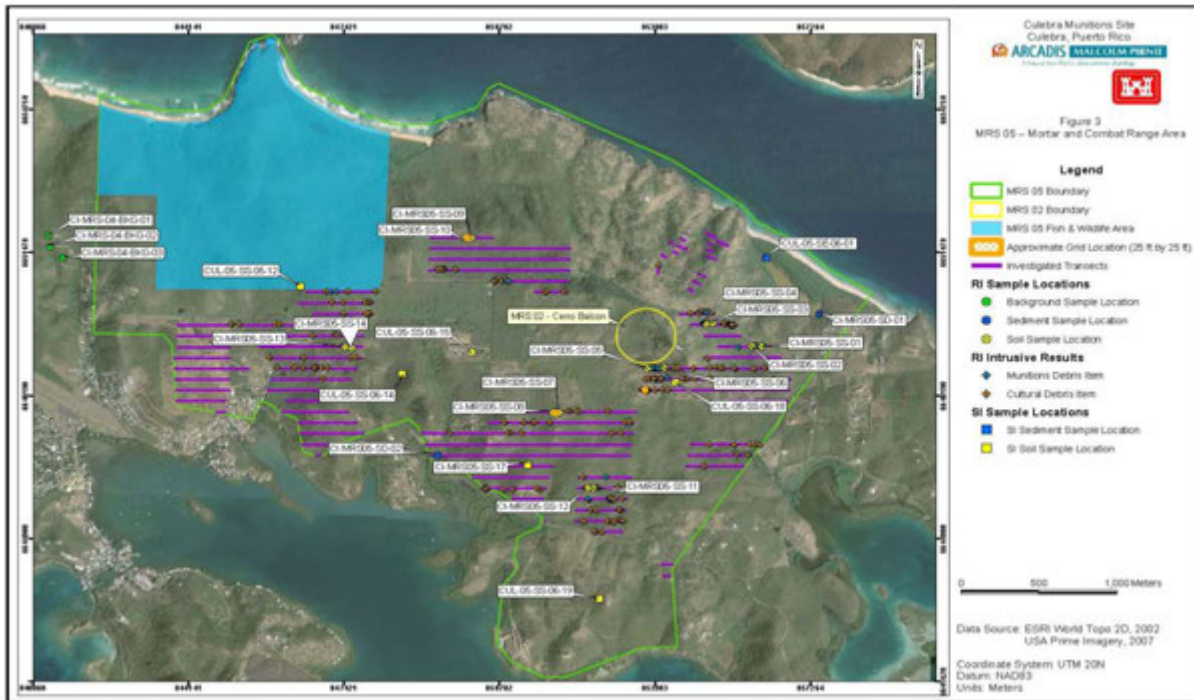 Culebra Munitions Site
Culebra, Puerto Rico
ARCADIS MALCOLM PIRNIE
Figure 3
MRS 05 – Mortar and Combat Range Area
Legend
MRS 05 Boundary
MRS 02 Boundary
MRS 05 Fish & Wildlife Area
Approximate Grid Location (25 ft by 25 ft)
Investigated Transects
RI Sample Locations
Background Sample Location
Sediment Sample Location
Soil Sample Location
RI Intrusive Results
Munitions Debris Item
Cultural Debris Item
SI Sample Locations
SI Sediment Sample Location
SI Soil Sample Location
0 500 1,000 Meters
Data Source: ESRI World Topo 2D, 2002
USA Prime Imagery, 2007
Coordinate System: UTM 20N
Datum: NAD83
Units: Meters
N
CI-MRS-04-BKG-01
CI-MRS-04-BKG-02
CI-MRS-04-BKG-03
CI-MRS05-SS-09
CI-MRS05-SS-10
CUL-05-SE-06-01
CUL-05-SS-06-12
CI-MRS05-SS-04
CI-MRS05-SS-03
CI-MRS05-SD-01
CI-MRS05-SS-14
CI-MRS05-SS-13
CUL-05-SS-06-15
MRS 02 - Cerro Balcon
CI-MRS05-SS-01
CI-MRS05-SS-05
CI-MRS05-SS-02
CI-MRS05-SS-07
CI-MRS05-SS-06
CUL-05-SS-06-14
CI-MRS05-SS-08
CUL-05-SS-06-18
CI-MRS05-SD-02
CI-MRS05-SS-17
CI-MRS05-SS-11
CI-MRS05-SS-12
CUL-05-SS-06-19